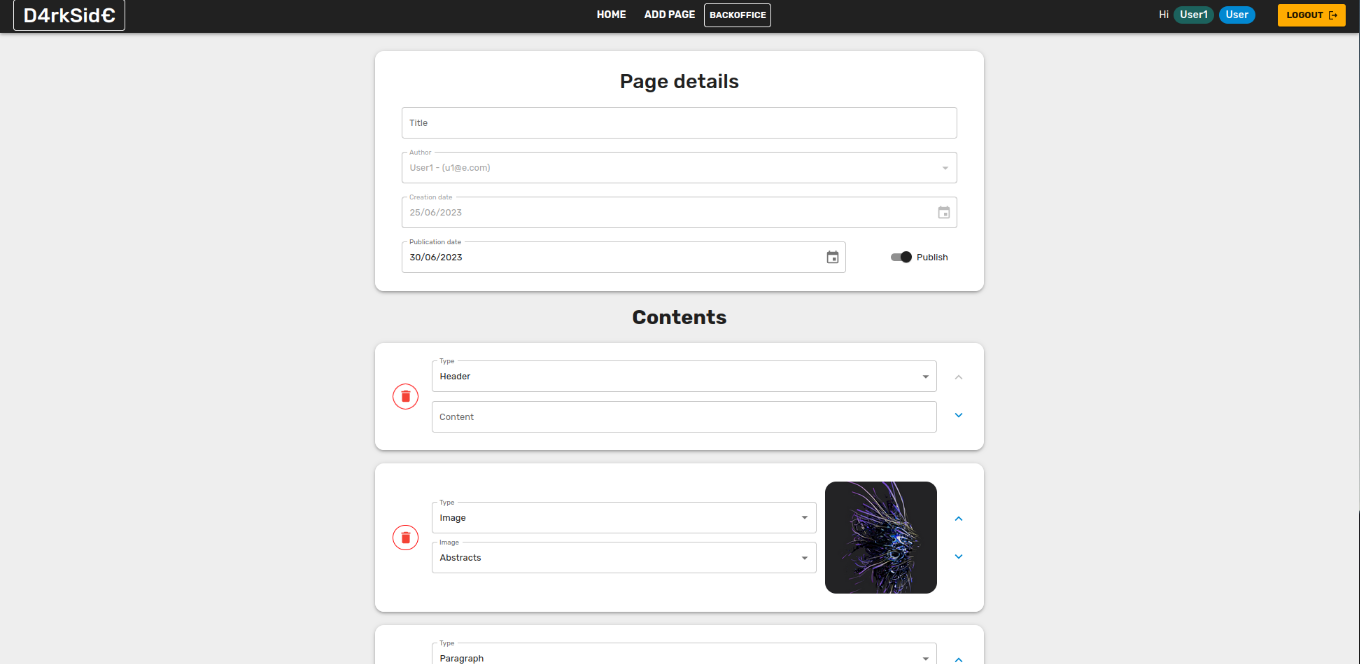 D4rkSid€ HOME ADD PAGE BACKOFFICE Hi User1 User LOGOUT
Page details
Title
Author
User1 - (u1@e.com)
Creation date
25/06/2023
Publication date
30/06/2023 Publish
Contents
Type
Header
Content
Type
Image
Image
Abstracts
Type
Paragraph